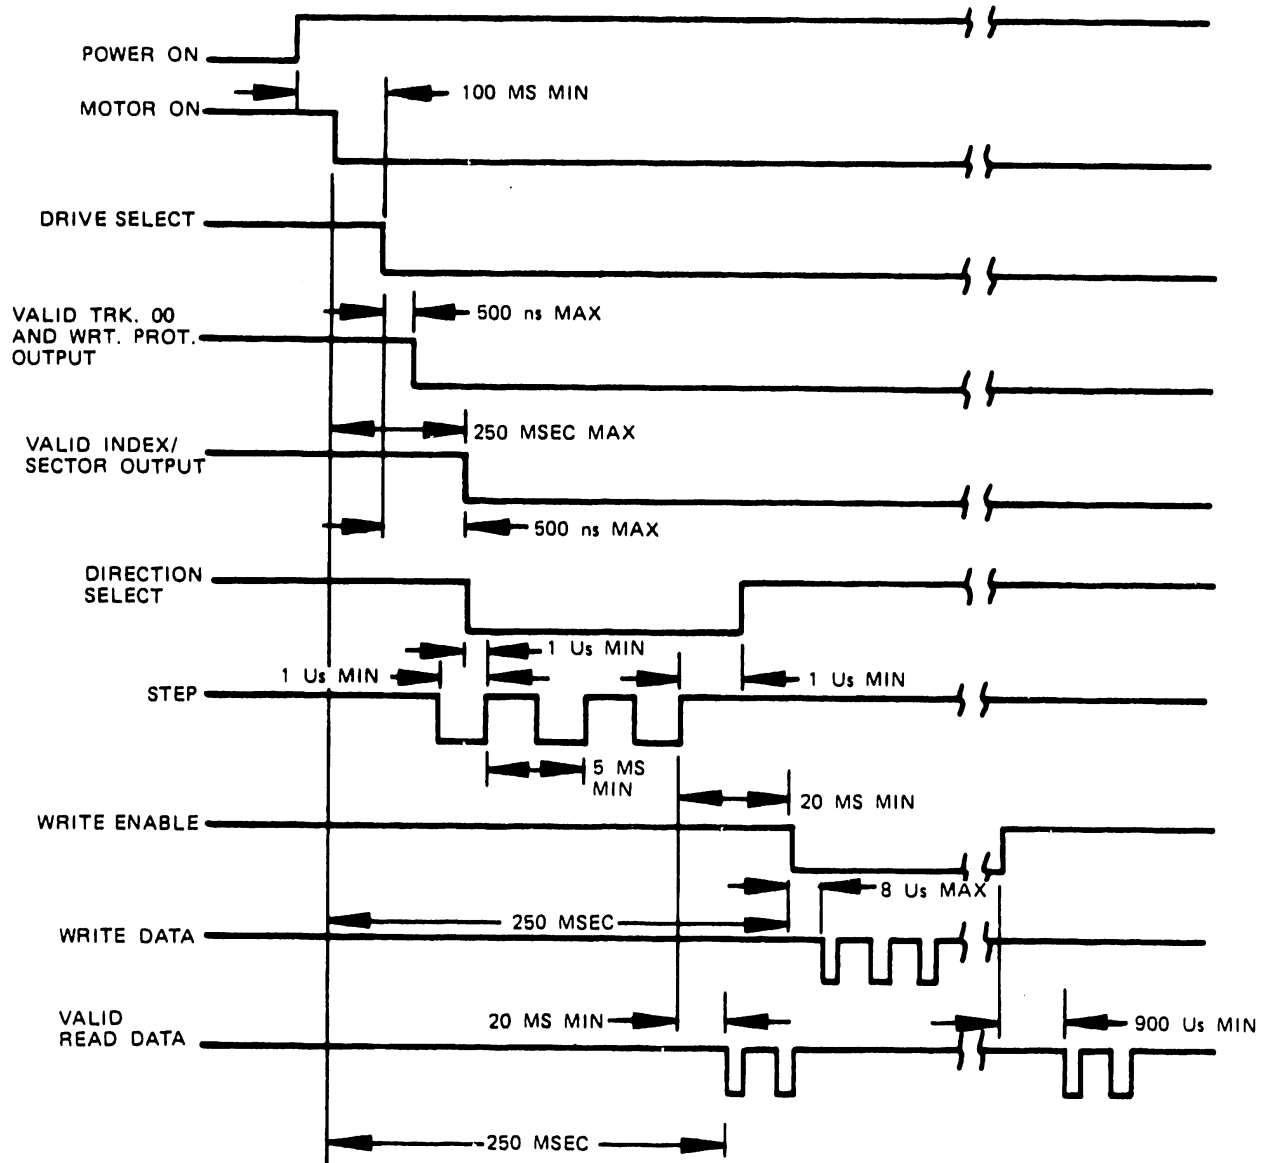 POWER ON
100 MS MIN
MOTOR ON
DRIVE SELECT
500 ns MAX
VALID TRK. 00
AND WRT. PROT.
OUTPUT
250 MSEC MAX
VALID INDEX/
SECTOR OUTPUT
500 ns MAX
DIRECTION
SELECT
1 Us MIN
1 Us MIN
1 Us MIN
STEP
5 MS
MIN
20 MS MIN
WRITE ENABLE
8 Us MAX
250 MSEC
WRITE DATA
VALID
READ DATA
20 MS MIN
900 Us MIN
250 MSEC